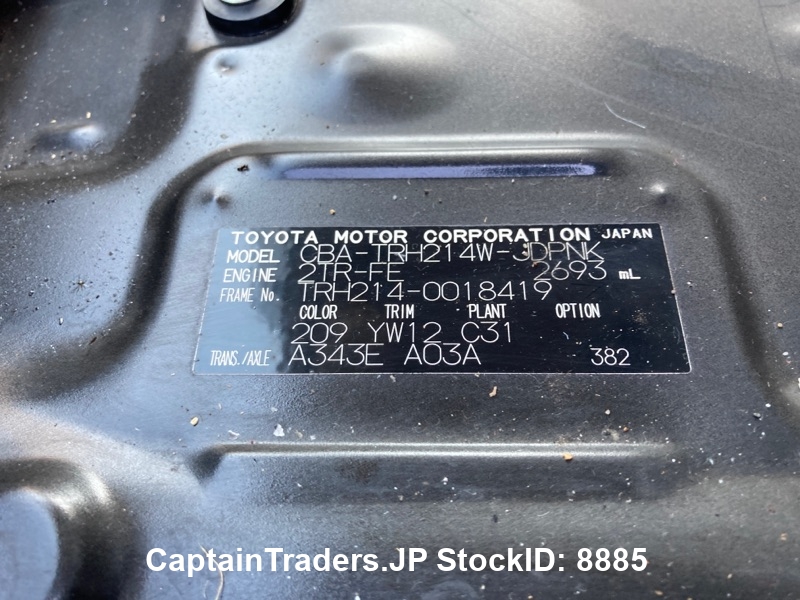 TOYOTA MOTOR CORPORATION JAPAN
MODEL CBA-TRH214W-JDPNK
ENGINE 2TR-FE 2693 mL
FRAME No. TRH214-0018419
COLOR TRIM PLANT OPTION
209 YW12 C31
TRANS./AXLE A343E A03A 382
CaptainTraders.JP StockID: 8885